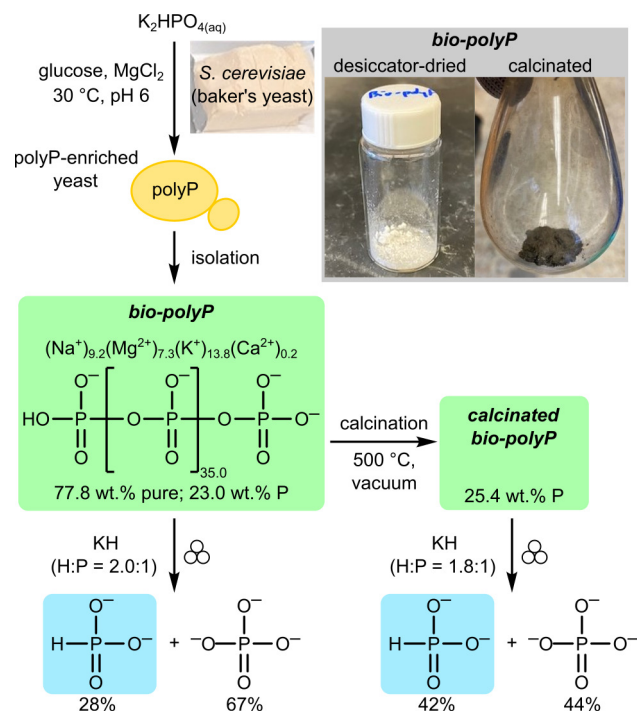 K₂HPO₄₍aq₎
glucose, MgCl₂
30 °C, pH 6
S. cerevisiae
(baker's yeast)
polyP-enriched
yeast
polyP
isolation
bio-polyP
desiccator-dried
calcinated
Bio-polyP
bio-polyP
(Na⁺)₉.₂(Mg²⁺)₇.₃(K⁺)₁₃.₈(Ca²⁺)₀.₂
O⁻ O⁻ O⁻
HO–P–O–P–O–P–O⁻
O O O
35.0
77.8 wt.% pure; 23.0 wt.% P
calcination
500 °C,
vacuum
calcinated
bio-polyP
25.4 wt.% P
KH
(H:P = 2.0:1)
O⁻ O⁻
H–P–O⁻ + ⁻O–P–O⁻
O O
28% 67%
KH
(H:P = 1.8:1)
O⁻ O⁻
H–P–O⁻ + ⁻O–P–O⁻
O O
42% 44%